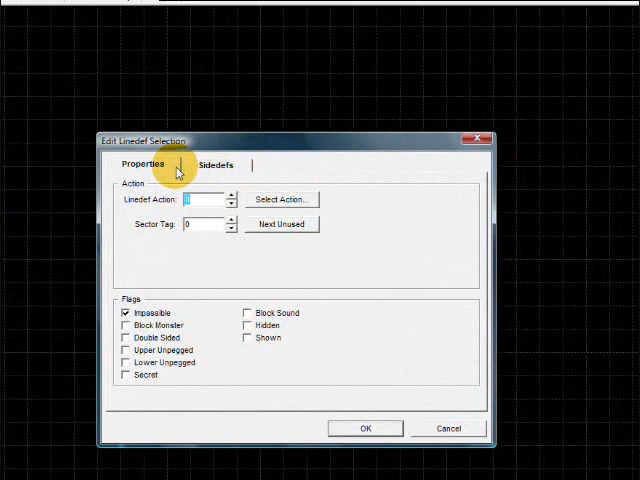 Edit Linedef Selection
Properties
Sidedefs
Action
Linedef Action: 0 Select Action...
Sector Tag: 0 Next Unused
Flags
Impassible Block Sound
Block Monster Hidden
Double Sided Shown
Upper Unpegged
Lower Unpegged
Secret
OK Cancel